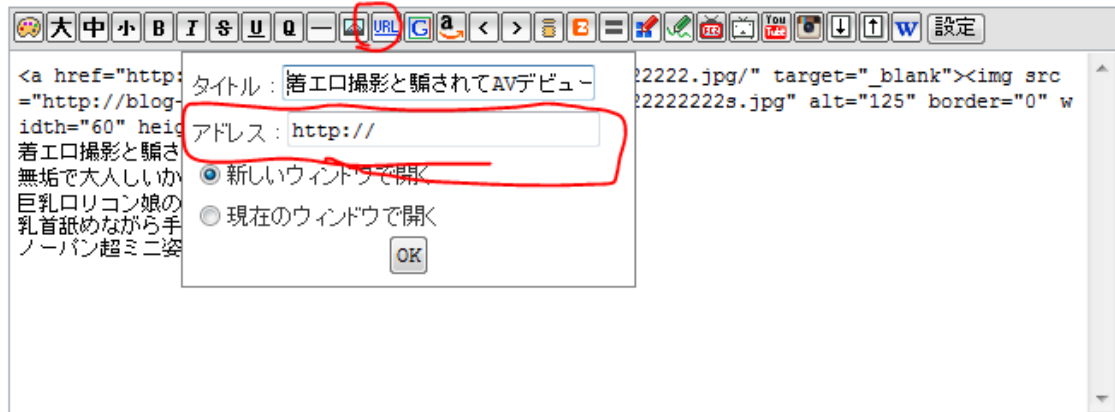 大 中 小 B I S U Q — URL G a < > = You Tube W 設定
<a href="http: 22222.jpg/" target="_blank"><img src
="http://blog- 22222222s.jpg" alt="125" border="0" w
idth="60" heig
着エロ撮影と騙さ
無垢で大人しいか
巨乳ロリコン娘の
乳首舐めながら手
ノーパン超ミニ姿
タイトル：着エロ撮影と騙されてAVデビュー
アドレス：http://
新しいウィンドウで開く
現在のウィンドウで開く
OK